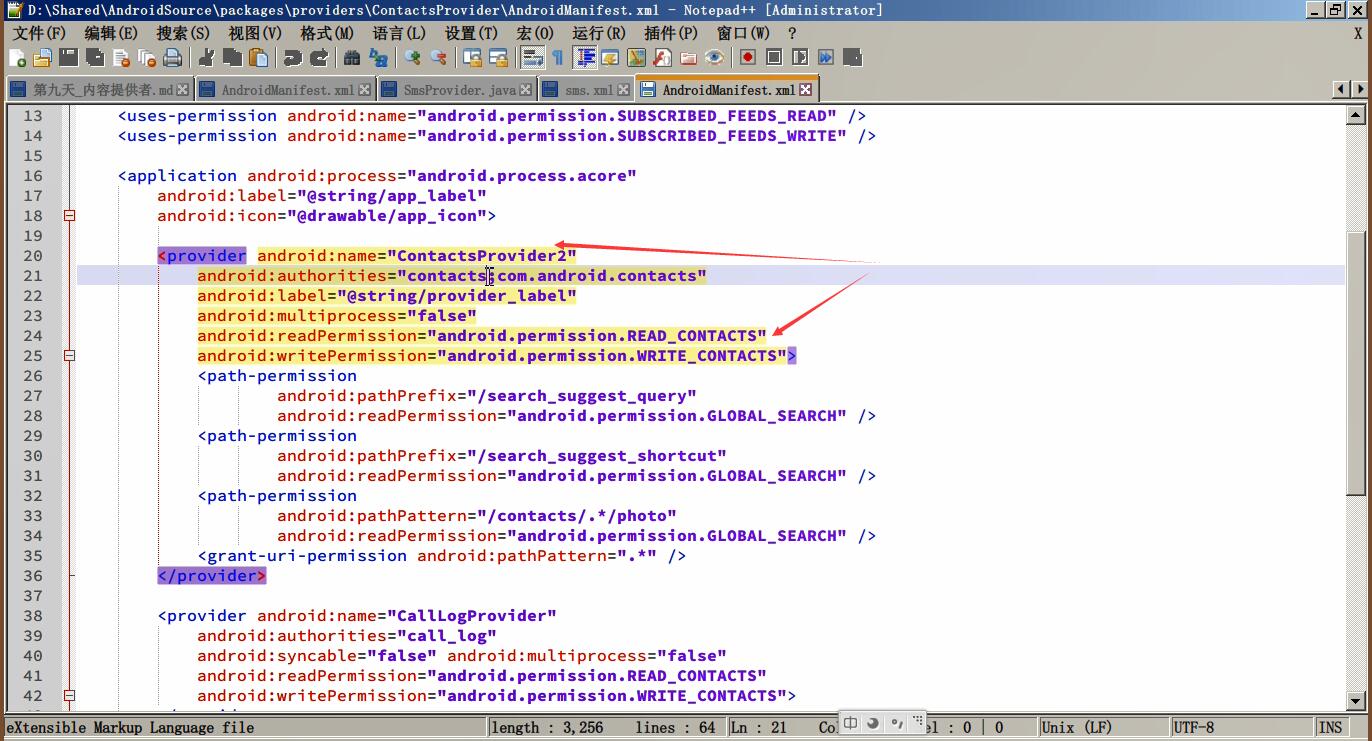 D:\Shared\AndroidSource\packages\providers\ContactsProvider\AndroidManifest.xml - Notepad++ [Administrator]
文件(F) 编辑(E) 搜索(S) 视图(V) 格式(M) 语言(L) 设置(T) 宏(O) 运行(R) 插件(P) 窗口(W) ? X
第九天_内容提供者.md AndroidManifest.xml SmsProvider.java sms.xml AndroidManifest.xml
13 <uses-permission android:name="android.permission.SUBSCRIBED_FEEDS_READ" />
14 <uses-permission android:name="android.permission.SUBSCRIBED_FEEDS_WRITE" />
15
16 <application android:process="android.process.acore"
17 android:label="@string/app_label"
18 android:icon="@drawable/app_icon">
19
20 <provider android:name="ContactsProvider2"
21 android:authorities="contacts;com.android.contacts"
22 android:label="@string/provider_label"
23 android:multiprocess="false"
24 android:readPermission="android.permission.READ_CONTACTS"
25 android:writePermission="android.permission.WRITE_CONTACTS">
26 <path-permission
27 android:pathPrefix="/search_suggest_query"
28 android:readPermission="android.permission.GLOBAL_SEARCH" />
29 <path-permission
30 android:pathPrefix="/search_suggest_shortcut"
31 android:readPermission="android.permission.GLOBAL_SEARCH" />
32 <path-permission
33 android:pathPattern="/contacts/.*/photo"
34 android:readPermission="android.permission.GLOBAL_SEARCH" />
35 <grant-uri-permission android:pathPattern=".*" />
36 </provider>
37
38 <provider android:name="CallLogProvider"
39 android:authorities="call_log"
40 android:syncable="false" android:multiprocess="false"
41 android:readPermission="android.permission.READ_CONTACTS"
42 android:writePermission="android.permission.WRITE_CONTACTS">
eXtensible Markup Language file length : 3,256 lines : 64 Ln : 21 Co 中 el : 0 | 0 Unix (LF) UTF-8 INS